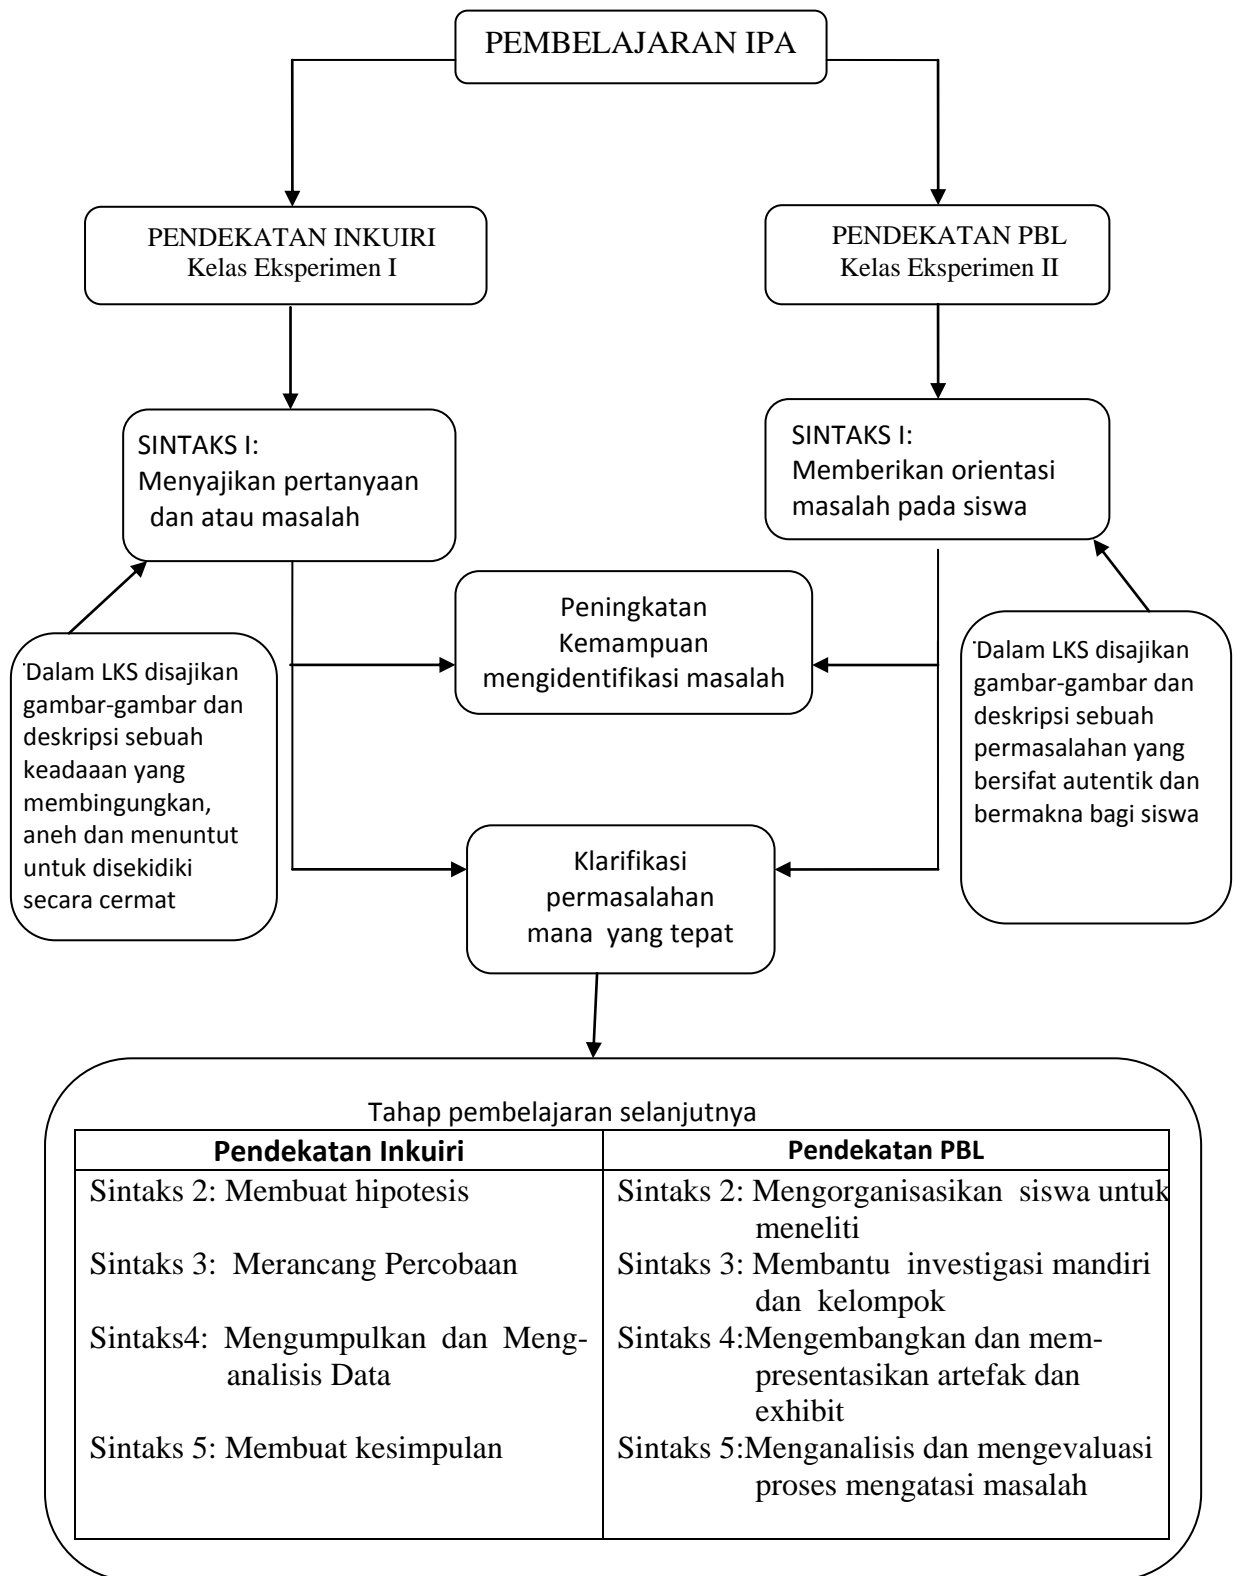 PEMBELAJARAN IPA
PENDEKATAN INKUIRI
Kelas Eksperimen I
PENDEKATAN PBL
Kelas Eksperimen II
SINTAKS I:
Menyajikan pertanyaan
dan atau masalah
SINTAKS I:
Memberikan orientasi
masalah pada siswa
Peningkatan
Kemampuan
mengidentifikasi masalah
Dalam LKS disajikan
gambar-gambar dan
deskripsi sebuah
keadaaan yang
membingungkan,
aneh dan menuntut
untuk disekidiki
secara cermat
Dalam LKS disajikan
gambar-gambar dan
deskripsi sebuah
permasalahan yang
bersifat autentik dan
bermakna bagi siswa
Klarifikasi
permasalahan
mana yang tepat
Tahap pembelajaran selanjutnya
Pendekatan Inkuiri
Sintaks 2: Membuat hipotesis
Sintaks 3: Merancang Percobaan
Sintaks4: Mengumpulkan dan Meng-
analisis Data
Sintaks 5: Membuat kesimpulan
Pendekatan PBL
Sintaks 2: Mengorganisasikan siswa untuk
meneliti
Sintaks 3: Membantu investigasi mandiri
dan kelompok
Sintaks 4:Mengembangkan dan mem-
presentasikan artefak dan
exhibit
Sintaks 5:Menganalisis dan mengevaluasi
proses mengatasi masalah